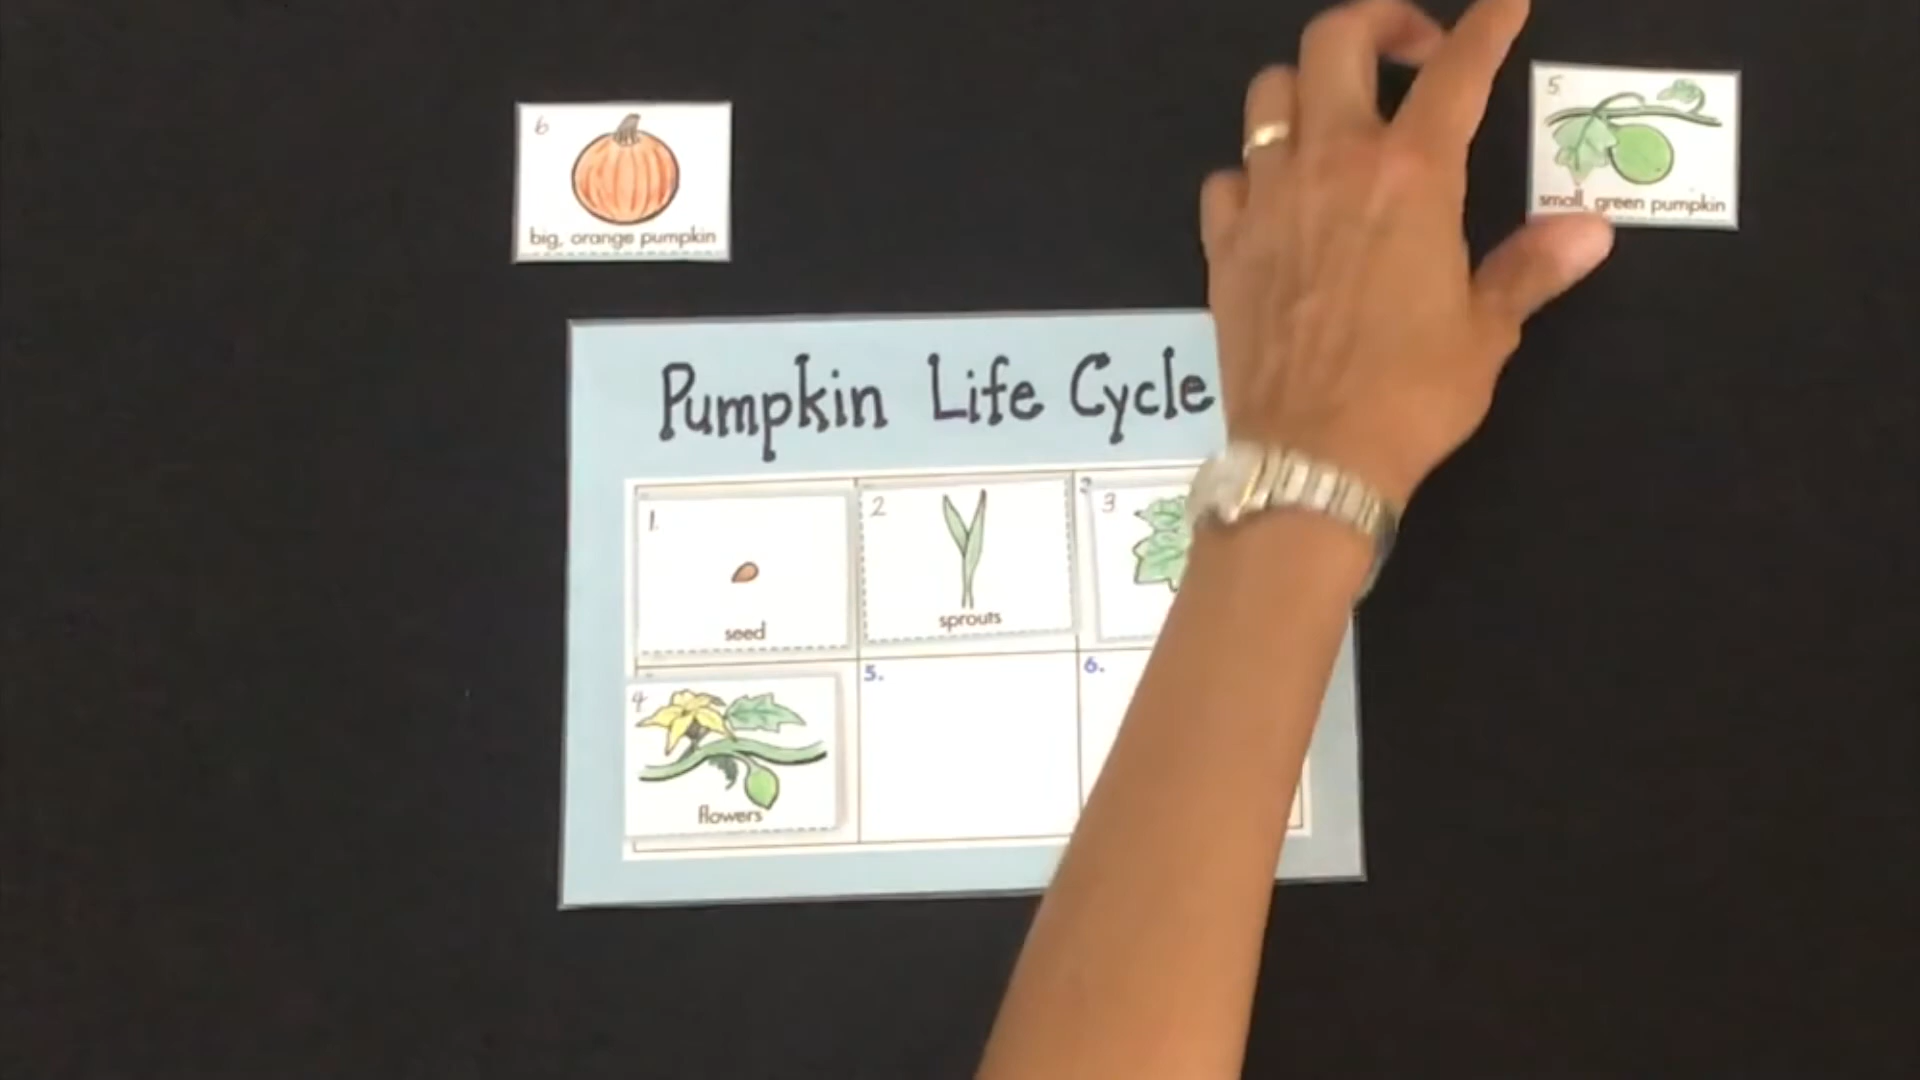 6
big, orange pumpkin
5
small, green pumpkin
Pumpkin Life Cycle
1.
seed
2
sprouts
3
4
flowers
5.
6.